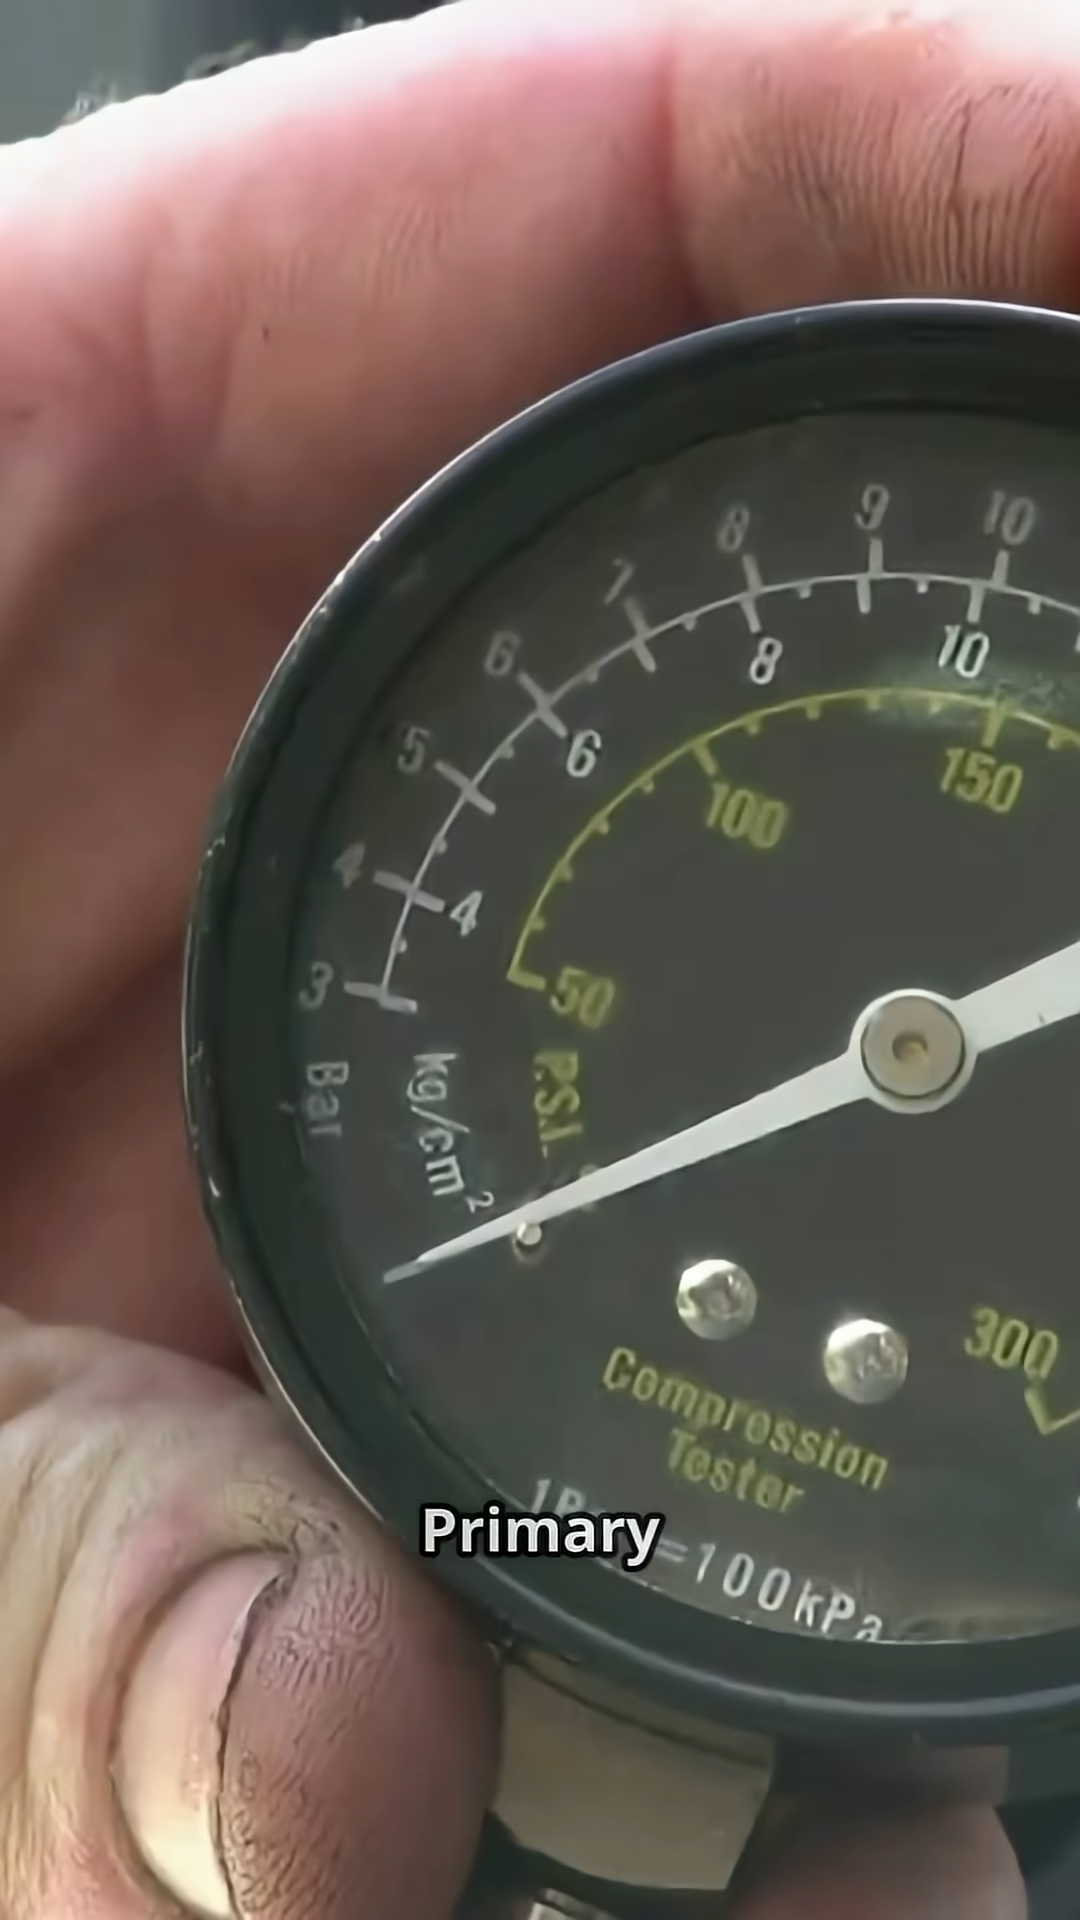 8 9 10
7
6
5
4
3
8 10
6
4
100 150
50
Bar
kg/cm²
P.S.I.
300
Compression
Tester
=100kPa
Primary